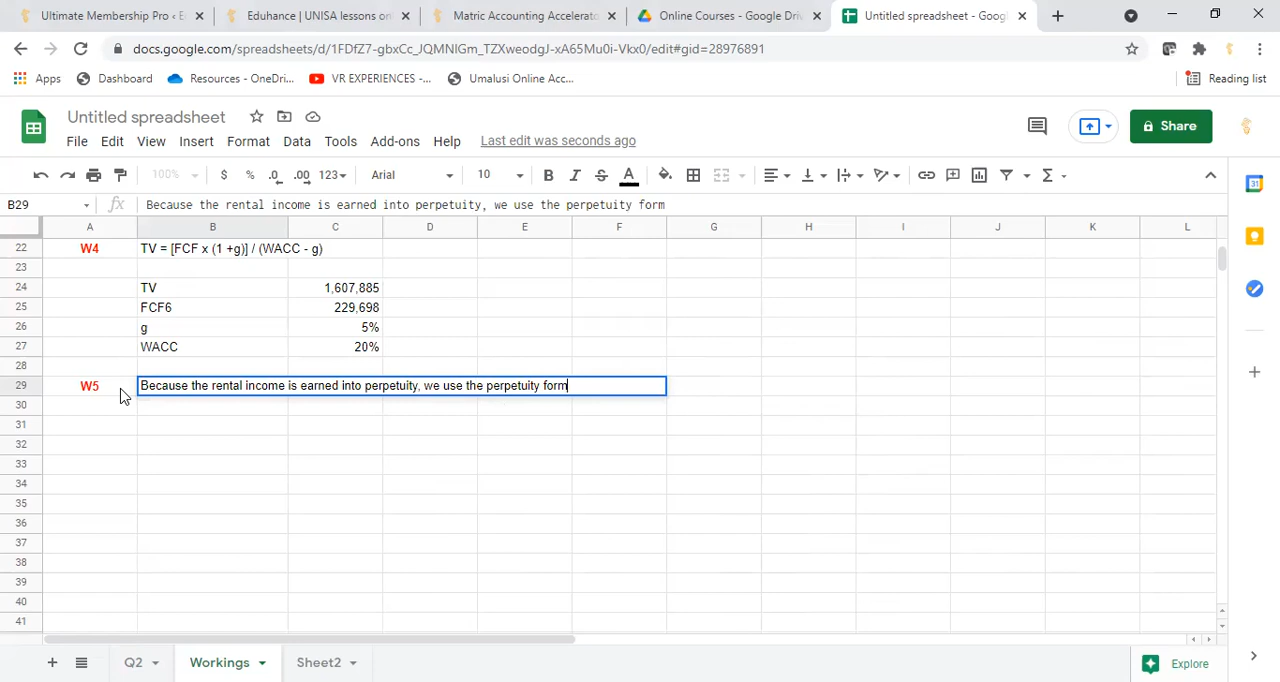 Ultimate Membership Pro ‹ E
Eduhance | UNISA lessons on
Matric Accounting Accelerato
Online Courses - Google Driv
Untitled spreadsheet - Goog
docs.google.com/spreadsheets/d/1FDfZ7-gbxCc_JQMNlGm_TZXweodgJ-xA65Mu0i-Vkx0/edit#gid=28976891
Apps
Dashboard
Resources - OneDri...
VR EXPERIENCES -...
Umalusi Online Acc...
Reading list
Untitled spreadsheet
File Edit View Insert Format Data Tools Add-ons Help Last edit was seconds ago
Share
100% $ % .0 .00 123 Arial 10 B I S A
31
B29 fx Because the rental income is earned into perpetuity, we use the perpetuity form
A B C D E F G H I J K L
22 W4 TV = [FCF x (1 +g)] / (WACC - g)
23
24 TV 1,607,885
25 FCF6 229,698
26 g 5%
27 WACC 20%
28
29 W5 Because the rental income is earned into perpetuity, we use the perpetuity form
30
31
32
33
34
35
36
37
38
39
40
41
Q2 Workings Sheet2 Explore